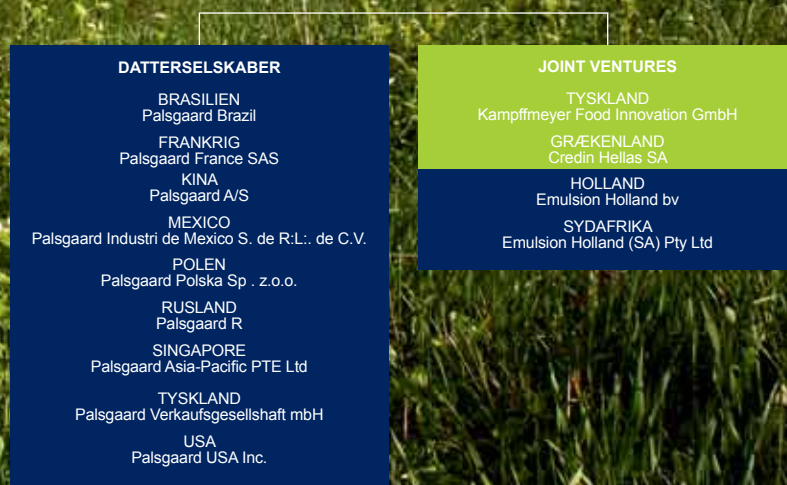 DATTERSELSKABER
BRASILIEN
Palsgaard Brazil
FRANKRIG
Palsgaard France SAS
KINA
Palsgaard A/S
MEXICO
Palsgaard Industri de Mexico S. de R:L:. de C.V.
POLEN
Palsgaard Polska Sp . z.o.o.
RUSLAND
Palsgaard R
SINGAPORE
Palsgaard Asia-Pacific PTE Ltd
TYSKLAND
Palsgaard Verkaufsgesellshaft mbH
USA
Palsgaard USA Inc.
JOINT VENTURES
TYSKLAND
Kampffmeyer Food Innovation GmbH
GRÆKENLAND
Credin Hellas SA
HOLLAND
Emulsion Holland bv
SYDAFRIKA
Emulsion Holland (SA) Pty Ltd